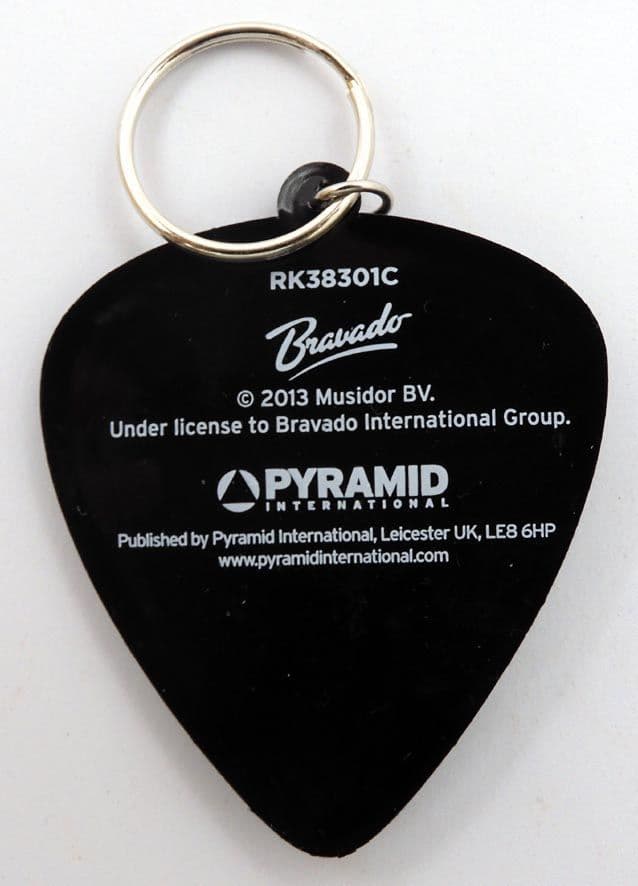 RK38301C
Bravado
© 2013 Musidor BV.
Under license to Bravado International Group.
PYRAMID
INTERNATIONAL
Published by Pyramid International, Leicester UK, LE8 6HP
www.pyramidinternational.com